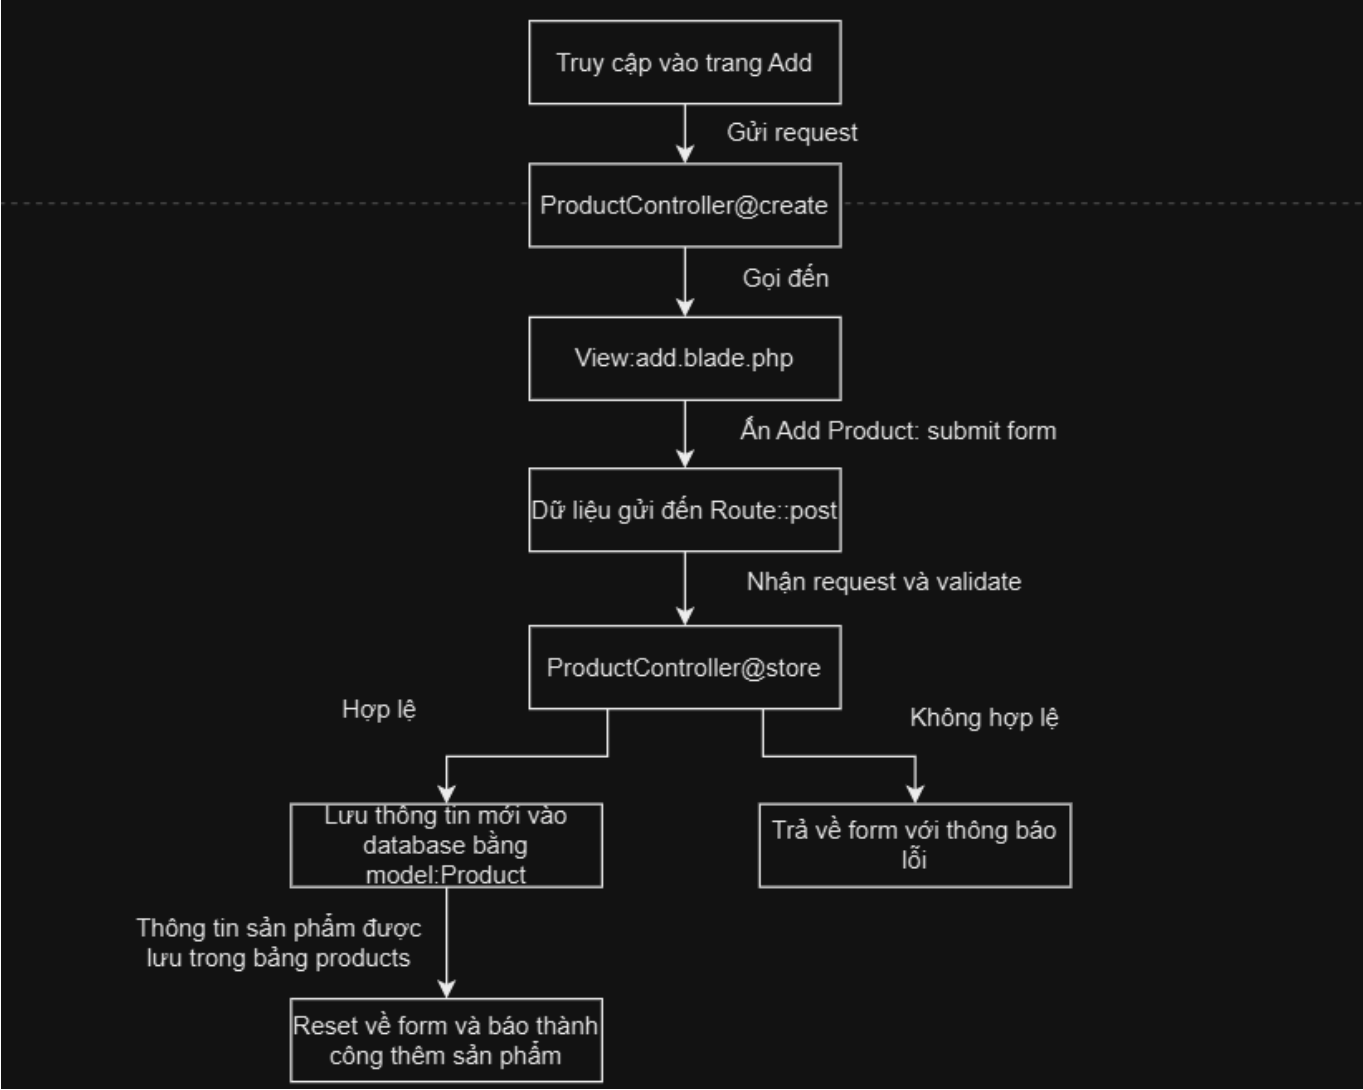 Truy cập vào trang Add
Gửi request
ProductController@create
Gọi đến
View:add.blade.php
Ấn Add Product: submit form
Dữ liệu gửi đến Route::post
Nhận request và validate
ProductController@store
Hợp lệ
Không hợp lệ
Lưu thông tin mới vào
database bằng
model:Product
Trả về form với thông báo
lỗi
Thông tin sản phẩm được
lưu trong bảng products
Reset về form và báo thành
công thêm sản phẩm